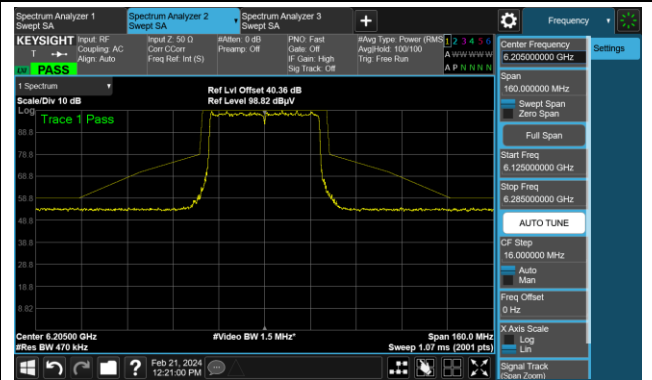 Spectrum Analyzer 1
Swept SA
Spectrum Analyzer 2
Swept SA
Spectrum Analyzer 3
Swept SA
+
Frequency
KEYSIGHT
T
LXI
PASS
Input: RF
Coupling: AC
Align: Auto
Input Z: 50 Ω
Corr CCorr
Freq Ref: Int (S)
#Atten: 0 dB
Preamp: Off
PNO: Fast
Gate: Off
IF Gain: High
Sig Track: Off
#Avg Type: Power (RMS)
Avg|Hold: 100/100
Trig: Free Run
1 2 3 4 5 6
A W W W W W
A P N N N N
1 Spectrum
Scale/Div 10 dB
Ref Lvl Offset 40.36 dB
Ref Level 98.82 dBµV
Log
Trace 1 Pass
88.8
78.8
68.8
58.8
48.8
38.8
28.8
18.8
8.82
Center 6.20500 GHz
#Res BW 470 kHz
#Video BW 1.5 MHz*
Span 160.0 MHz
Sweep 1.07 ms (2001 pts)
Feb 21, 2024
12:21:00 PM
Center Frequency
6.205000000 GHz
Span
160.000000 MHz
Swept Span
Zero Span
Full Span
Start Freq
6.125000000 GHz
Stop Freq
6.285000000 GHz
AUTO TUNE
CF Step
16.000000 MHz
Auto
Man
Freq Offset
0 Hz
X Axis Scale
Log
Lin
Signal Track
(Span Zoom)
Settings